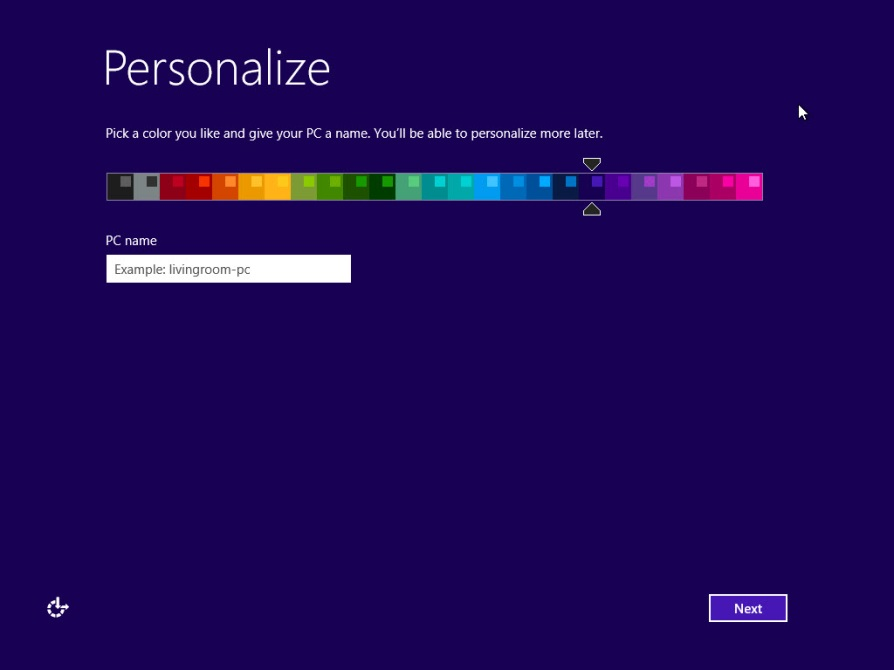 Personalize
Pick a color you like and give your PC a name. You'll be able to personalize more later.
PC name
Example: livingroom-pc
Next